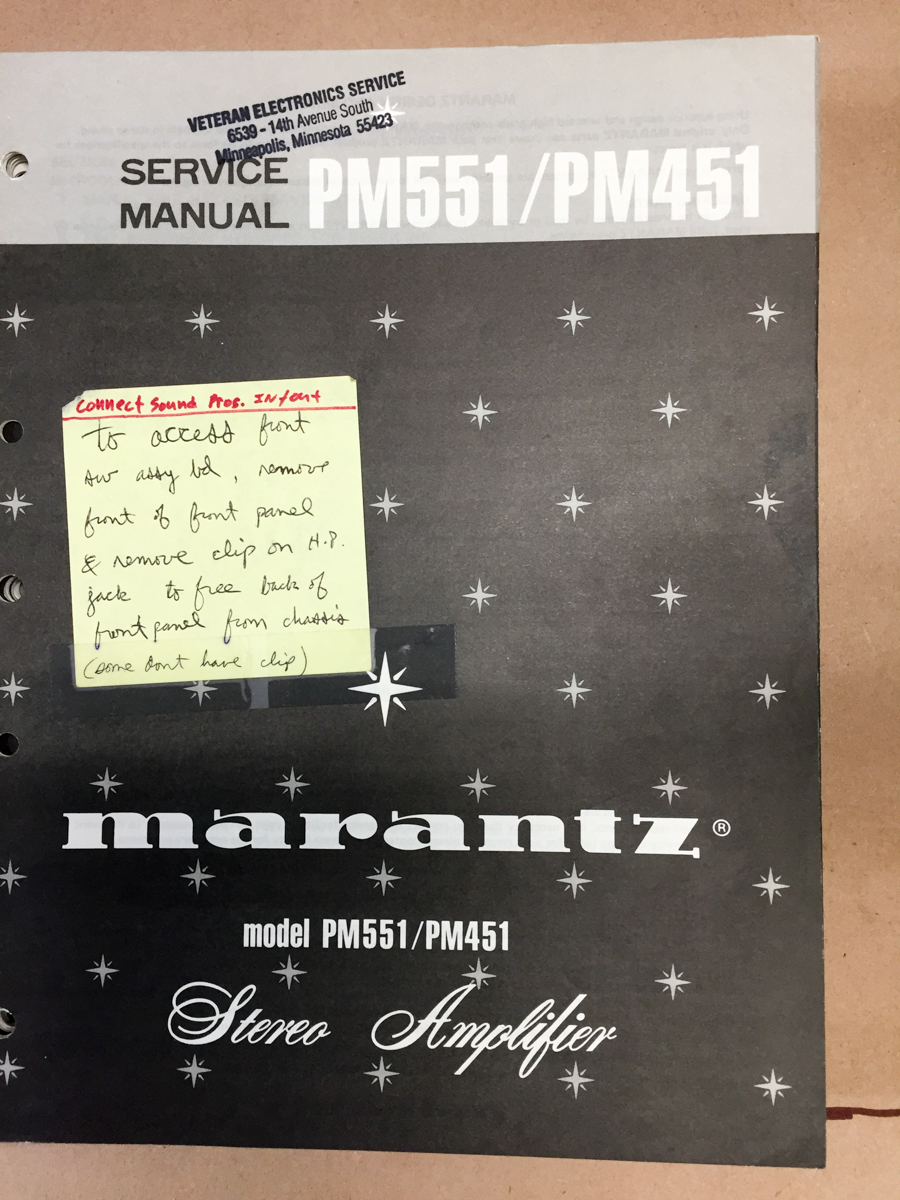 VETERAN ELECTRONICS SERVICE
6539 - 14th Avenue South
Minneapolis, Minnesota 55423
SERVICE
MANUAL
PM551/PM451
Connect Sound Proc. IN/out
To access front
sw assy bd, remove
front of front panel
& remove clip on H.P.
jack to free back of
front panel from chassis
(some dont have clip)
marantz®
model PM551/PM451
Stereo Amplifier